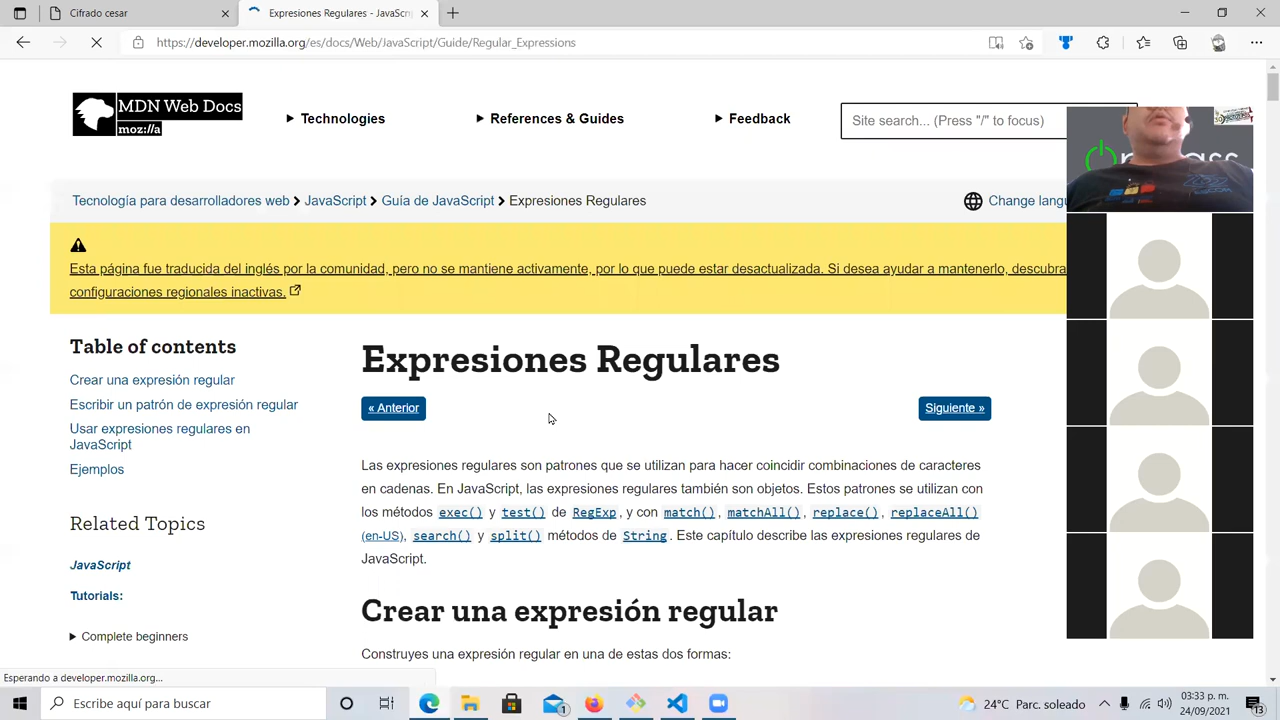 Cifrado cesar
Expresiones Regulares - JavaScri
https://developer.mozilla.org/es/docs/Web/JavaScript/Guide/Regular_Expressions
MDN Web Docs
moz://a
Technologies
References & Guides
Feedback
Site search... (Press "/" to focus)
Tecnología para desarrolladores web
JavaScript
Guía de JavaScript
Expresiones Regulares
Change langu
Esta página fue traducida del inglés por la comunidad, pero no se mantiene activamente, por lo que puede estar desactualizada. Si desea ayudar a mantenerlo, descubra
configuraciones regionales inactivas.
Table of contents
Crear una expresión regular
Escribir un patrón de expresión regular
Usar expresiones regulares en
JavaScript
Ejemplos
Related Topics
JavaScript
Tutorials:
Complete beginners
Expresiones Regulares
« Anterior
Siguiente »
Las expresiones regulares son patrones que se utilizan para hacer coincidir combinaciones de caracteres
en cadenas. En JavaScript, las expresiones regulares también son objetos. Estos patrones se utilizan con
los métodos exec() y test() de RegExp, y con match(), matchAll(), replace(), replaceAll()
(en-US), search() y split() métodos de String. Este capítulo describe las expresiones regulares de
JavaScript.
Crear una expresión regular
Construyes una expresión regular en una de estas dos formas:
Esperando a developer.mozilla.org...
Escribe aquí para buscar
1
24°C Parc. soleado
03:33 p. m.
24/09/2021
13